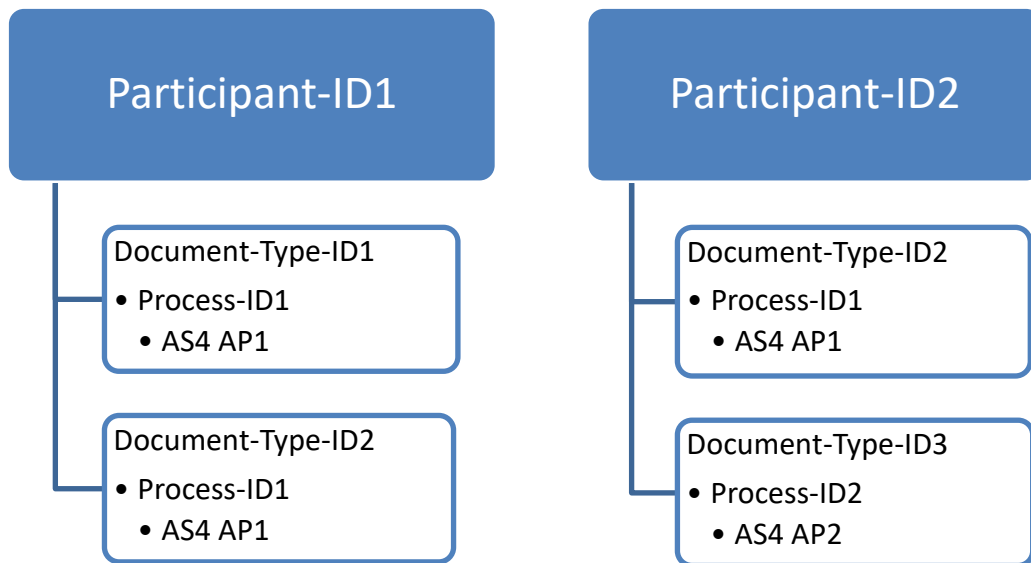 Participant-ID1
Document-Type-ID1
• Process-ID1
• AS4 AP1
Document-Type-ID2
• Process-ID1
• AS4 AP1
Participant-ID2
Document-Type-ID2
• Process-ID1
• AS4 AP1
Document-Type-ID3
• Process-ID2
• AS4 AP2